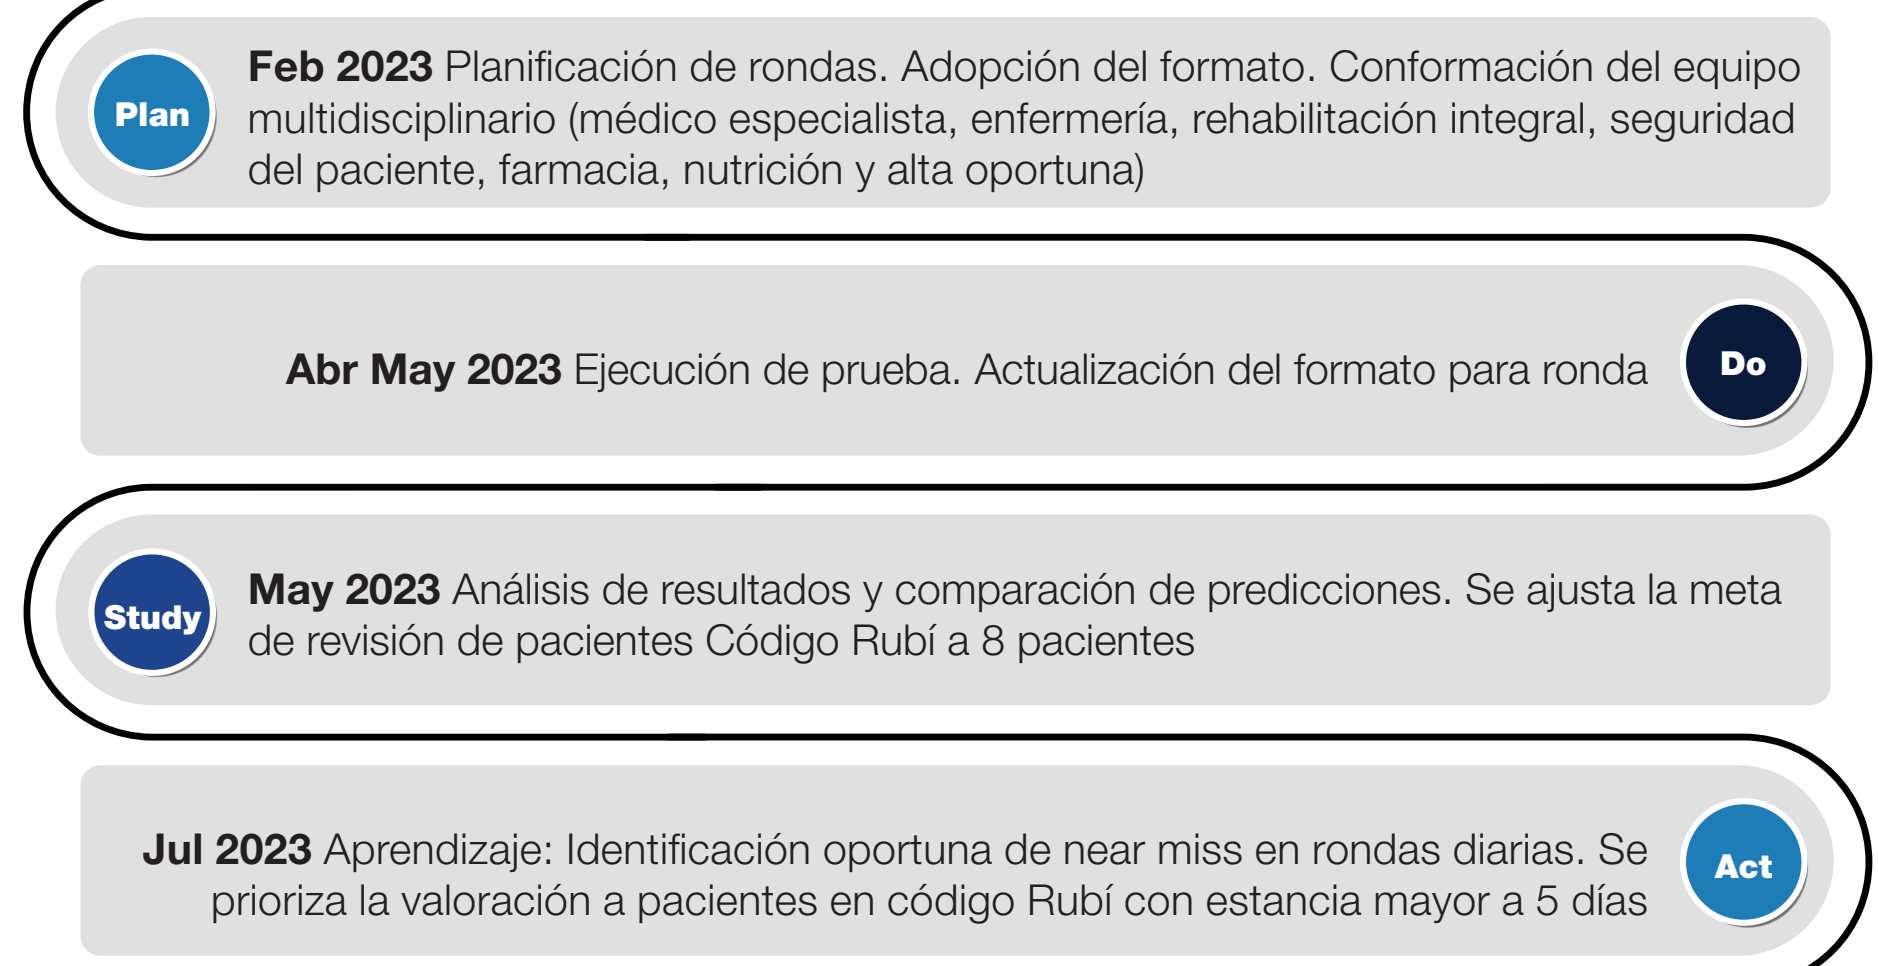 Plan
Feb 2023 Planificación de rondas. Adopción del formato. Conformación del equipo
multidisciplinario (médico especialista, enfermería, rehabilitación integral, seguridad
del paciente, farmacia, nutrición y alta oportuna)
Abr May 2023 Ejecución de prueba. Actualización del formato para ronda
Do
Study
May 2023 Análisis de resultados y comparación de predicciones. Se ajusta la meta
de revisión de pacientes Código Rubí a 8 pacientes
Jul 2023 Aprendizaje: Identificación oportuna de near miss en rondas diarias. Se
prioriza la valoración a pacientes en código Rubí con estancia mayor a 5 días
Act